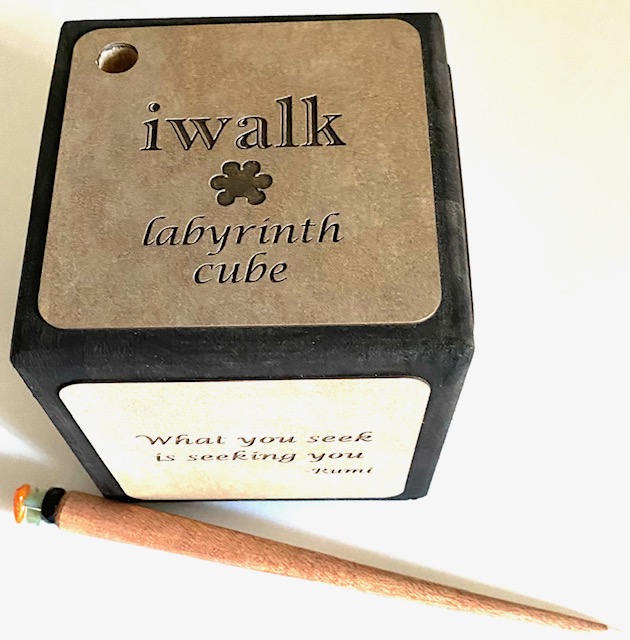 iwalk
labyrinth
cube
What you seek
is seeking you
-Rumi